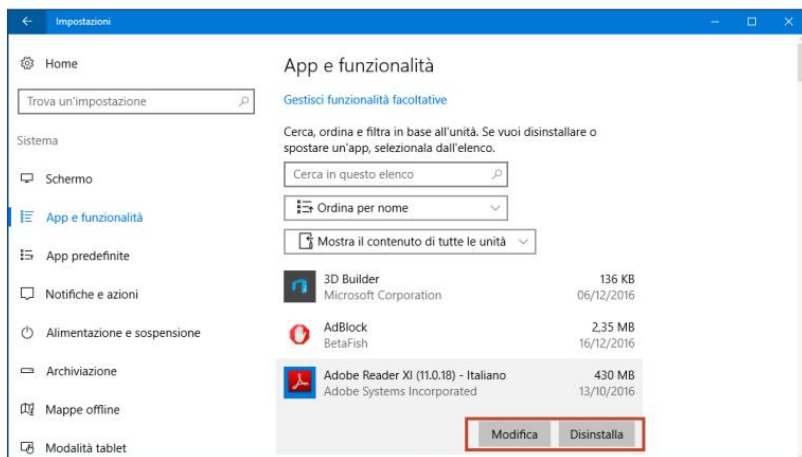 Impostazioni
Home
Trova un'impostazione
Sistema
Schermo
App e funzionalità
App predefinite
Notifiche e azioni
Alimentazione e sospensione
Archiviazione
Mappe offline
Modalità tablet
App e funzionalità
Gestisci funzionalità facoltative
Cerca, ordina e filtra in base all'unità. Se vuoi disinstallare o
spostare un'app, selezionala dall'elenco.
Cerca in questo elenco
Ordina per nome
Mostra il contenuto di tutte le unità
3D Builder 136 KB
Microsoft Corporation 06/12/2016
AdBlock 2,35 MB
BetaFish 16/12/2016
Adobe Reader XI (11.0.18) - Italiano 430 MB
Adobe Systems Incorporated 13/10/2016
Modifica Disinstalla